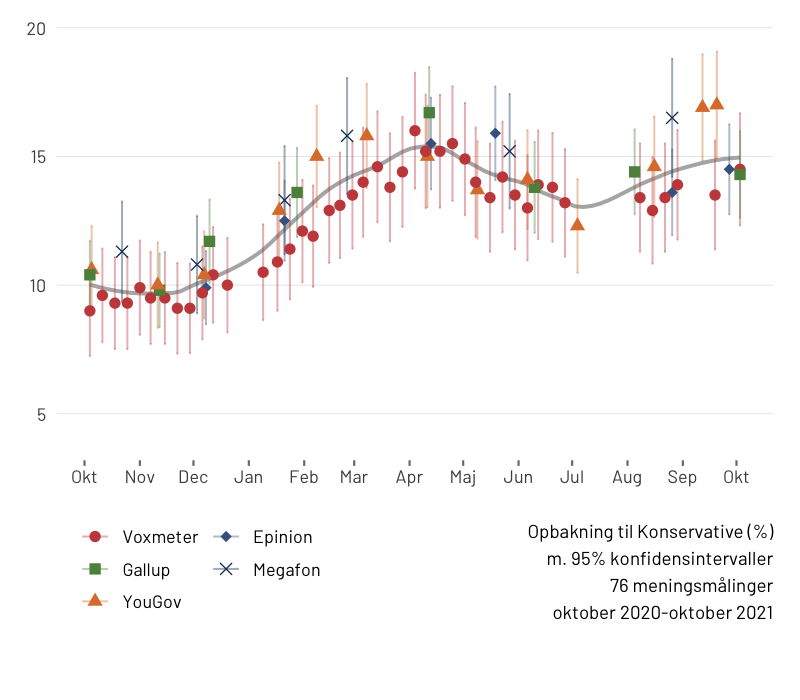 20
15
10
5
Okt Nov Dec Jan Feb Mar Apr Maj Jun Jul Aug Sep Okt
Voxmeter Epinion
Gallup Megafon
YouGov
Opbakning til Konservative (%)
m. 95% konfidensintervaller
76 meningsmålinger
oktober 2020-oktober 2021